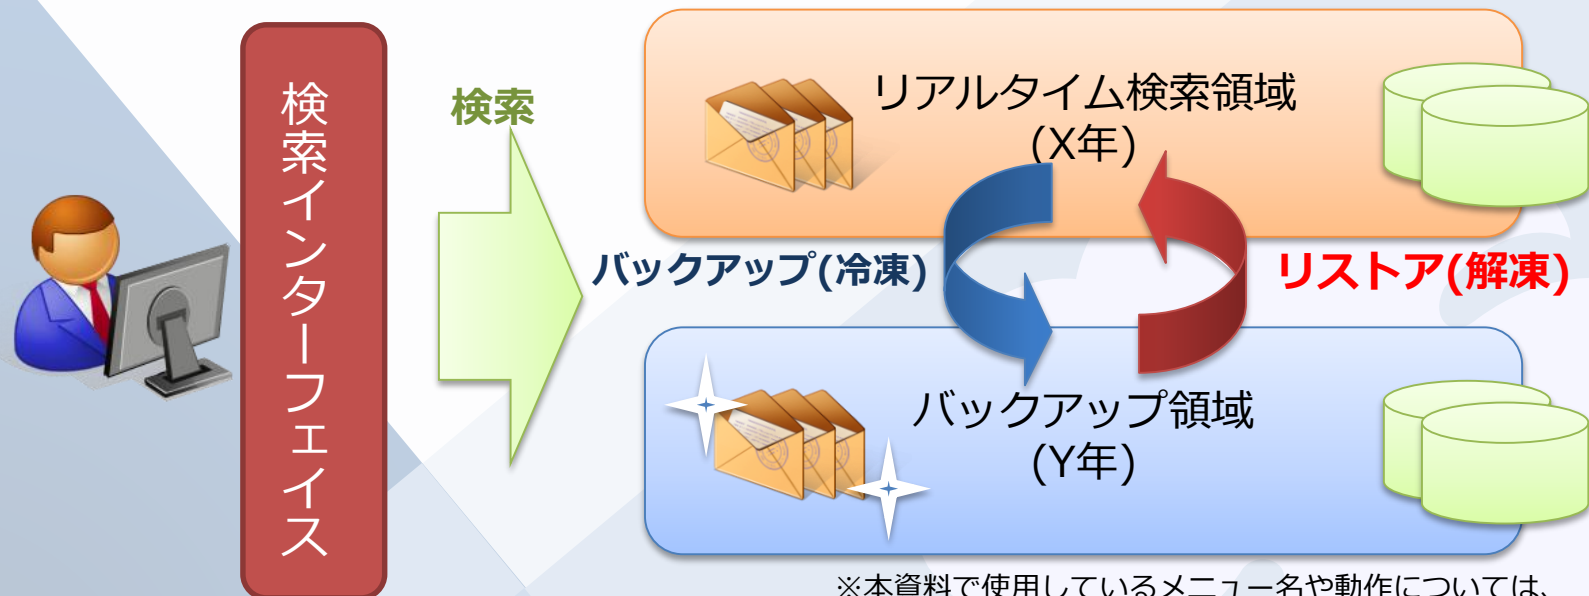 検索インターフェイス
検索
リアルタイム検索領域
(X年)
バックアップ(冷凍)
リストア(解凍)
バックアップ領域
(Y年)
※本資料で使用しているメニュー名や動作については、